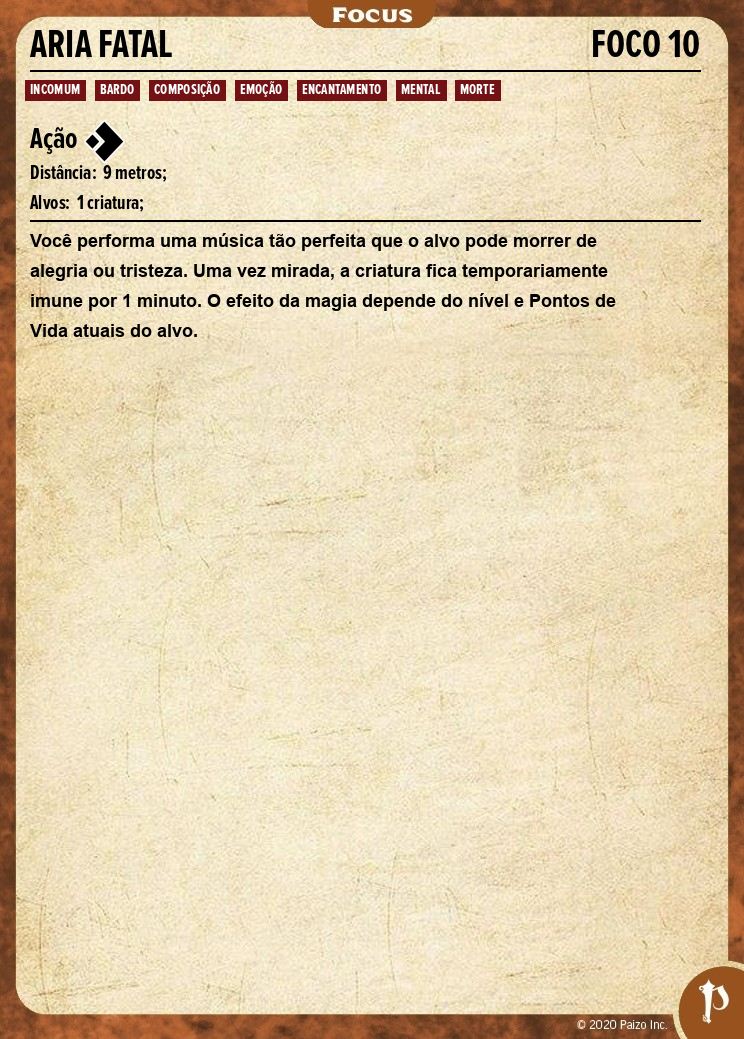 Focus
ARIA FATAL FOCO 10
INCOMUM BARDO COMPOSIÇÃO EMOÇÃO ENCANTAMENTO MENTAL MORTE
Ação
Distância: 9 metros;
Alvos: 1 criatura;
Você performa uma música tão perfeita que o alvo pode morrer de
alegria ou tristeza. Uma vez mirada, a criatura fica temporariamente
imune por 1 minuto. O efeito da magia depende do nível e Pontos de
Vida atuais do alvo.
© 2020 Paizo Inc.
P